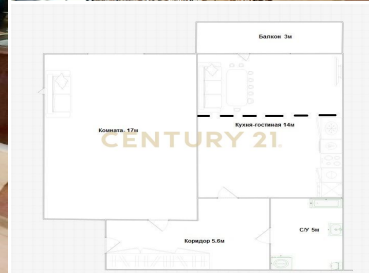 Балкон 3м
Кухня-гостиная 14м
Комната. 17м
CENTURY 21.
Коридор 5.6м
С/У 5м